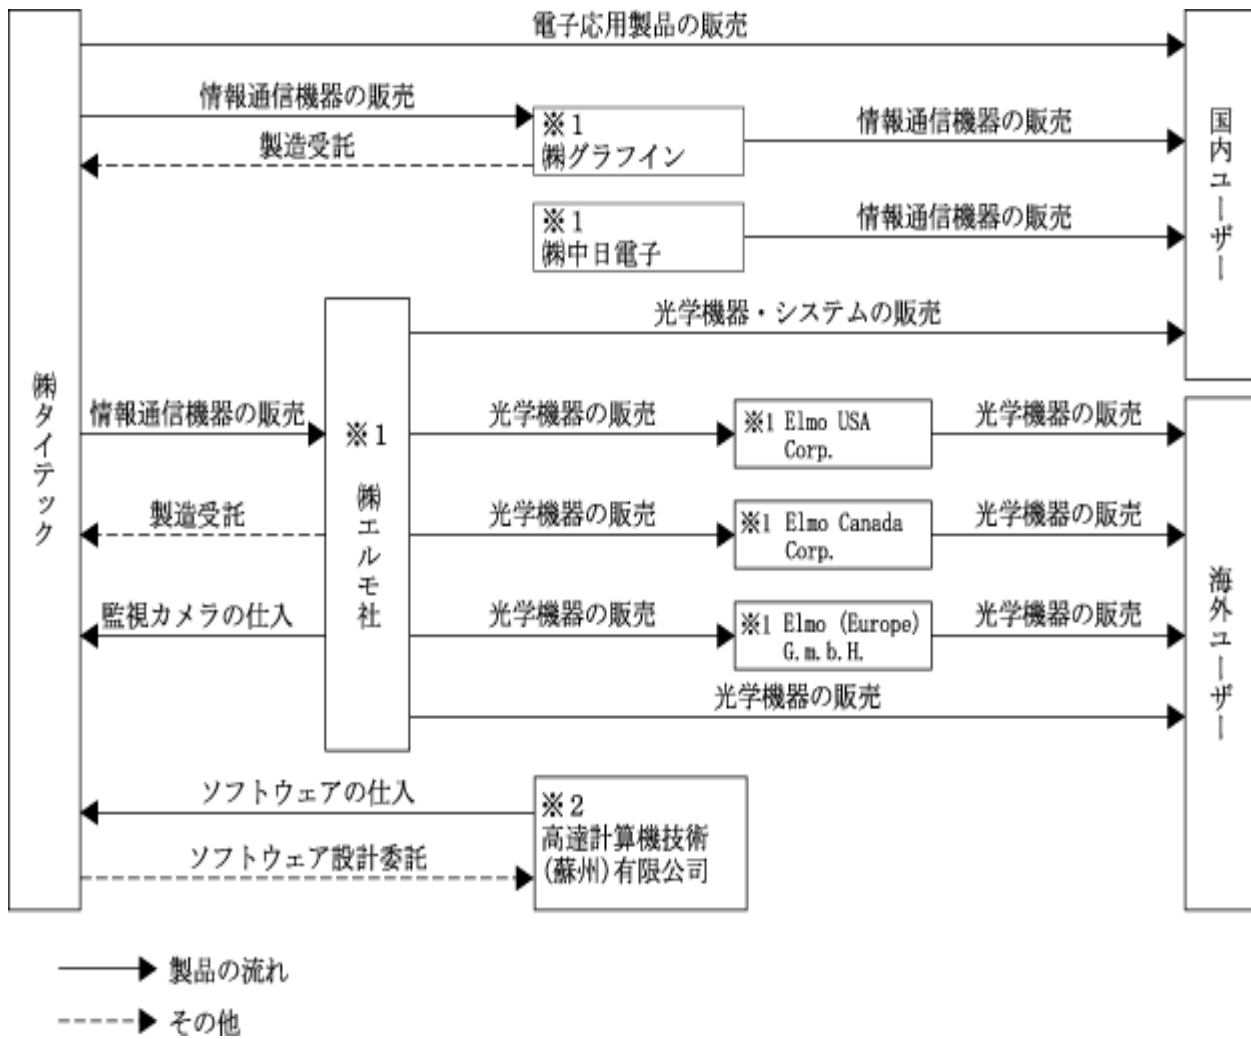 電子応用製品の販売
情報通信機器の販売
製造受託
※1
㈱グラフイン
情報通信機器の販売
※1
㈱中日電子
情報通信機器の販売
国内ユーザー
光学機器・システムの販売
㈱タイテック
情報通信機器の販売
※1
㈱エルモ社
光学機器の販売
※1 Elmo USA
Corp.
光学機器の販売
製造受託
光学機器の販売
※1 Elmo Canada
Corp.
光学機器の販売
監視カメラの仕入
光学機器の販売
※1 Elmo (Europe)
G.m.b.H.
光学機器の販売
光学機器の販売
海外ユーザー
ソフトウェアの仕入
ソフトウェア設計委託
※2
高達計算機技術
(蘇州)有限公司
製品の流れ
その他